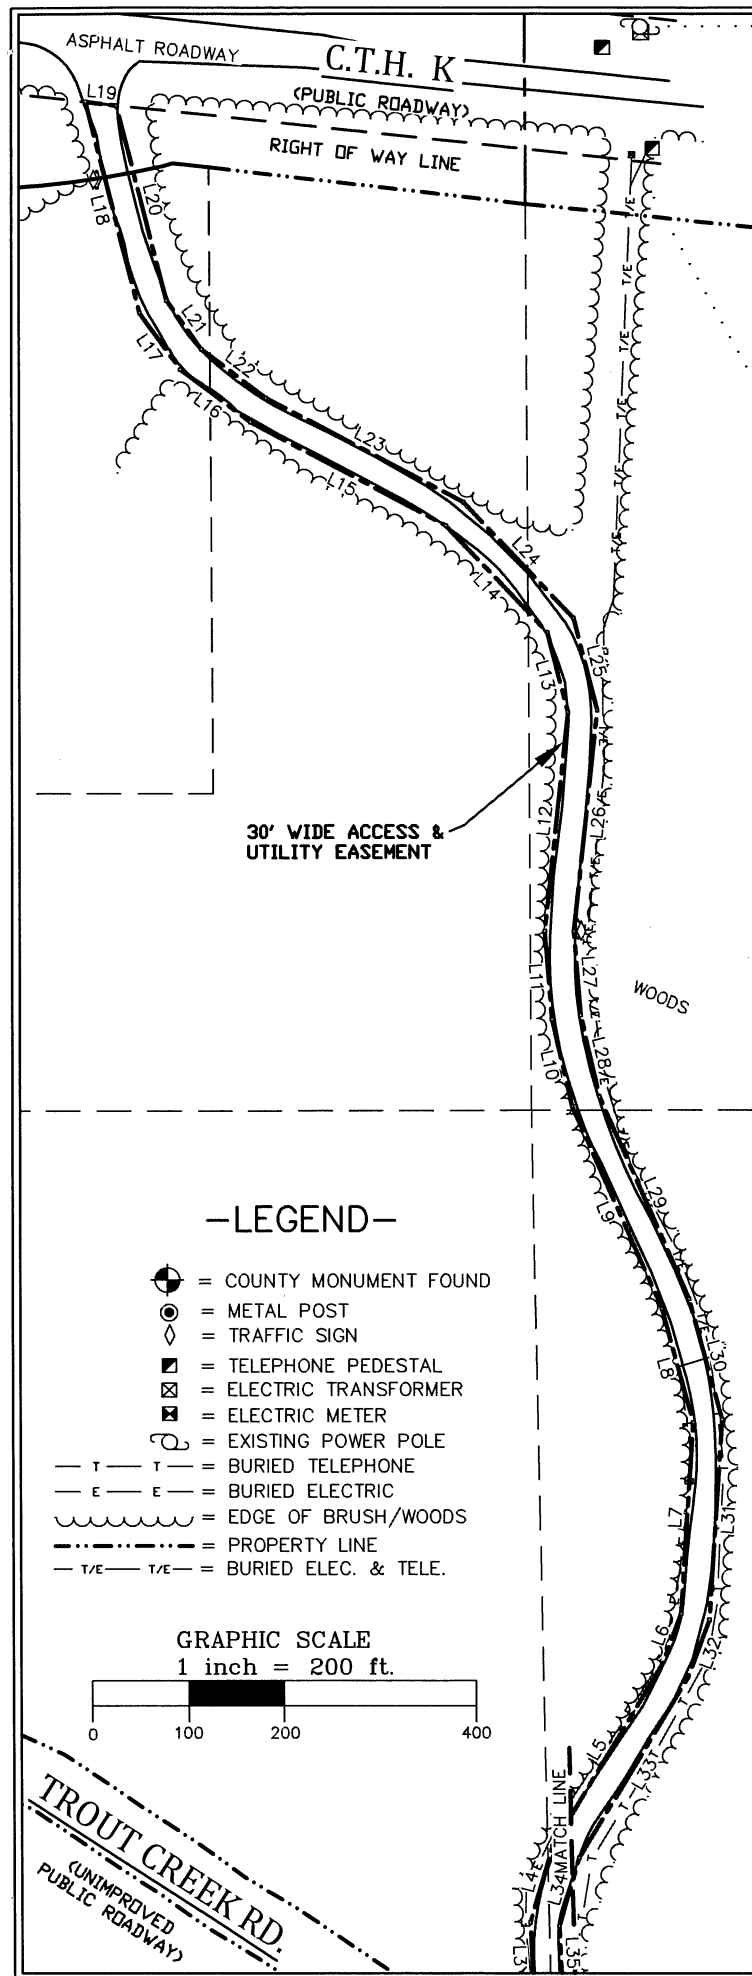 ASPHALT ROADWAY
C.T.H. K
(PUBLIC ROADWAY)
L19
RIGHT OF WAY LINE
L18
L20
T/E
T/E
T/E
T/E
T/E
T/E
L21
L17
L22
L16
L23
L15
L24
L14
L25
L13
L12
L26
30' WIDE ACCESS &
UTILITY EASEMENT
L11
L27
WOODS
L10
L28
L29
L9
-LEGEND-
= COUNTY MONUMENT FOUND
= METAL POST
= TRAFFIC SIGN
= TELEPHONE PEDESTAL
= ELECTRIC TRANSFORMER
= ELECTRIC METER
= EXISTING POWER POLE
T T = BURIED TELEPHONE
E E = BURIED ELECTRIC
= EDGE OF BRUSH/WOODS
= PROPERTY LINE
T/E T/E = BURIED ELEC. & TELE.
L30
L8
L7
L31
L6
L32
GRAPHIC SCALE
1 inch = 200 ft.
0 100 200 400
L5
T
T
L33
T
T
MATCH LINE
L4
L34
L3
L35
TROUT CREEK RD.
(UNIMPROVED
PUBLIC ROADWAY)